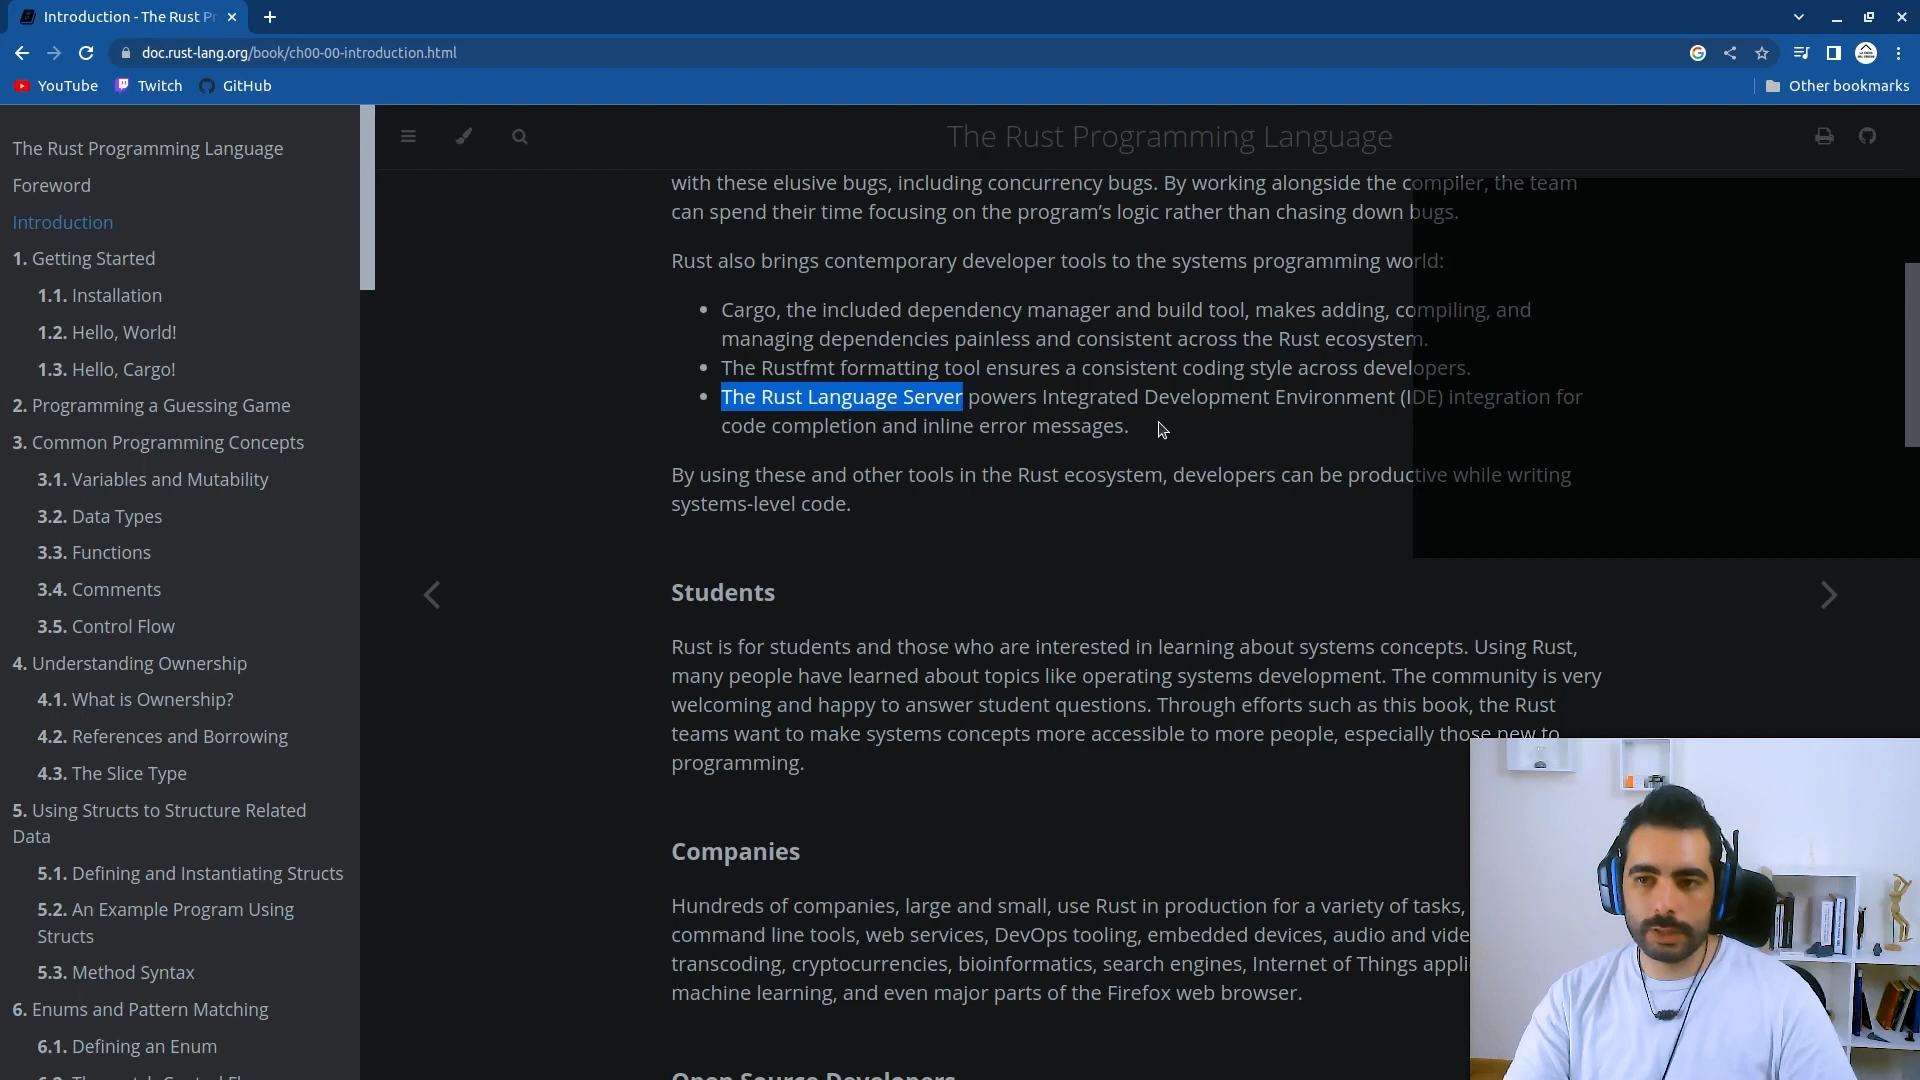 Introduction - The Rust Pr
doc.rust-lang.org/book/ch00-00-introduction.html
YouTube
Twitch
GitHub
Other bookmarks
The Rust Programming Language
Foreword
Introduction
1. Getting Started
1.1. Installation
1.2. Hello, World!
1.3. Hello, Cargo!
2. Programming a Guessing Game
3. Common Programming Concepts
3.1. Variables and Mutability
3.2. Data Types
3.3. Functions
3.4. Comments
3.5. Control Flow
4. Understanding Ownership
4.1. What is Ownership?
4.2. References and Borrowing
4.3. The Slice Type
5. Using Structs to Structure Related
Data
5.1. Defining and Instantiating Structs
5.2. An Example Program Using
Structs
5.3. Method Syntax
6. Enums and Pattern Matching
6.1. Defining an Enum
The Rust Programming Language
with these elusive bugs, including concurrency bugs. By working alongside the compiler, the team
can spend their time focusing on the program’s logic rather than chasing down bugs.
Rust also brings contemporary developer tools to the systems programming world:
• Cargo, the included dependency manager and build tool, makes adding, compiling, and
managing dependencies painless and consistent across the Rust ecosystem.
• The Rustfmt formatting tool ensures a consistent coding style across developers.
• The Rust Language Server powers Integrated Development Environment (IDE) integration for
code completion and inline error messages.
By using these and other tools in the Rust ecosystem, developers can be productive while writing
systems-level code.
Students
Rust is for students and those who are interested in learning about systems concepts. Using Rust,
many people have learned about topics like operating systems development. The community is very
welcoming and happy to answer student questions. Through efforts such as this book, the Rust
teams want to make systems concepts more accessible to more people, especially those new to
programming.
Companies
Hundreds of companies, large and small, use Rust in production for a variety of tasks,
command line tools, web services, DevOps tooling, embedded devices, audio and vide
transcoding, cryptocurrencies, bioinformatics, search engines, Internet of Things appli
machine learning, and even major parts of the Firefox web browser.
Open Source Developers